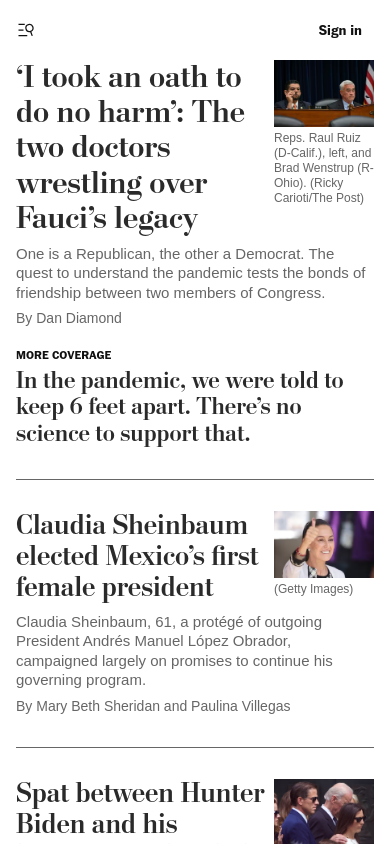 Sign in
‘I took an oath to
do no harm’: The
two doctors
wrestling over
Fauci’s legacy
Reps. Raul Ruiz
(D-Calif.), left, and
Brad Wenstrup (R-
Ohio). (Ricky
Carioti/The Post)
One is a Republican, the other a Democrat. The
quest to understand the pandemic tests the bonds of
friendship between two members of Congress.
By Dan Diamond
MORE COVERAGE
In the pandemic, we were told to
keep 6 feet apart. There’s no
science to support that.
Claudia Sheinbaum
elected Mexico’s first
female president
(Getty Images)
Claudia Sheinbaum, 61, a protégé of outgoing
President Andrés Manuel López Obrador,
campaigned largely on promises to continue his
governing program.
By Mary Beth Sheridan and Paulina Villegas
Spat between Hunter
Biden and his